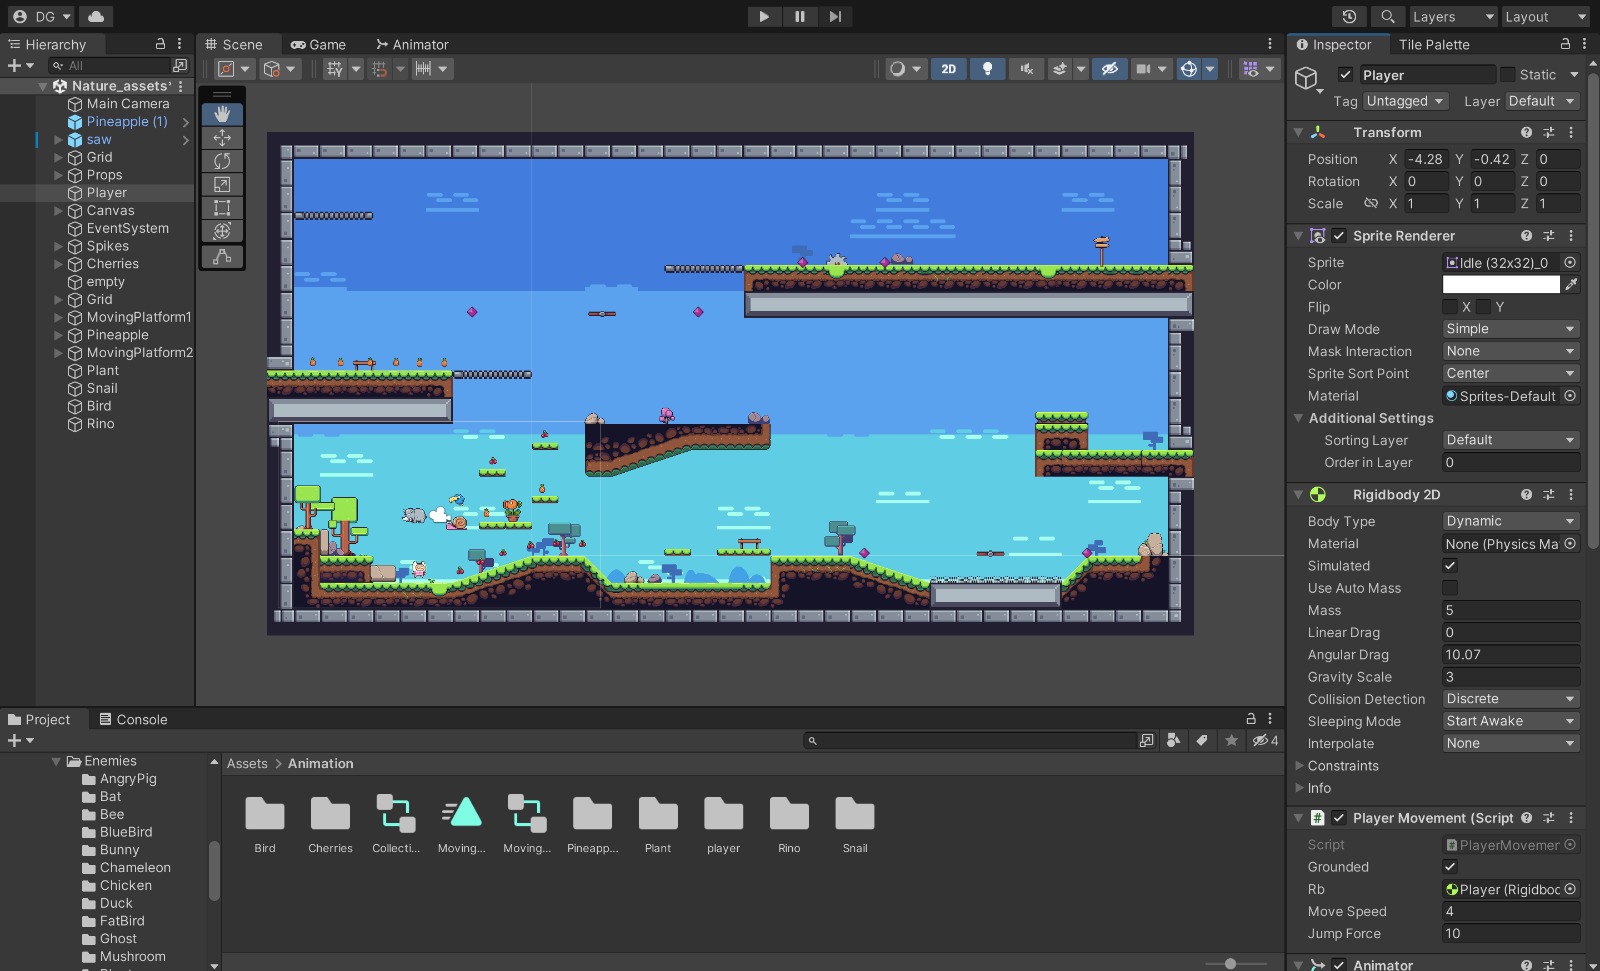 DG
Layers
Layout
Hierarchy
All
Nature_assets*
Main Camera
Pineapple (1)
saw
Grid
Props
Player
Canvas
EventSystem
Spikes
Cherries
empty
Grid
MovingPlatform1
Pineapple
MovingPlatform2
Plant
Snail
Bird
Rino
Scene
Game
Animator
2D
Inspector
Tile Palette
Player
Static
Tag Untagged Layer Default
Transform
Position X -4.28 Y -0.42 Z 0
Rotation X 0 Y 0 Z 0
Scale X 1 Y 1 Z 1
Sprite Renderer
Sprite Idle (32x32)_0
Color
Flip X Y
Draw Mode Simple
Mask Interaction None
Sprite Sort Point Center
Material Sprites-Default
Additional Settings
Sorting Layer Default
Order in Layer 0
Rigidbody 2D
Body Type Dynamic
Material None (Physics Ma
Simulated
Use Auto Mass
Mass 5
Linear Drag 0
Angular Drag 10.07
Gravity Scale 3
Collision Detection Discrete
Sleeping Mode Start Awake
Interpolate None
Constraints
Info
Player Movement (Script
Script PlayerMovemer
Grounded
Rb Player (Rigidboc
Move Speed 4
Jump Force 10
Animator
Project
Console
4
Enemies
AngryPig
Bat
Bee
BlueBird
Bunny
Chameleon
Chicken
Duck
FatBird
Ghost
Mushroom
Assets > Animation
Bird
Cherries
Collecti...
Moving...
Moving...
Pineapp...
Plant
player
Rino
Snail